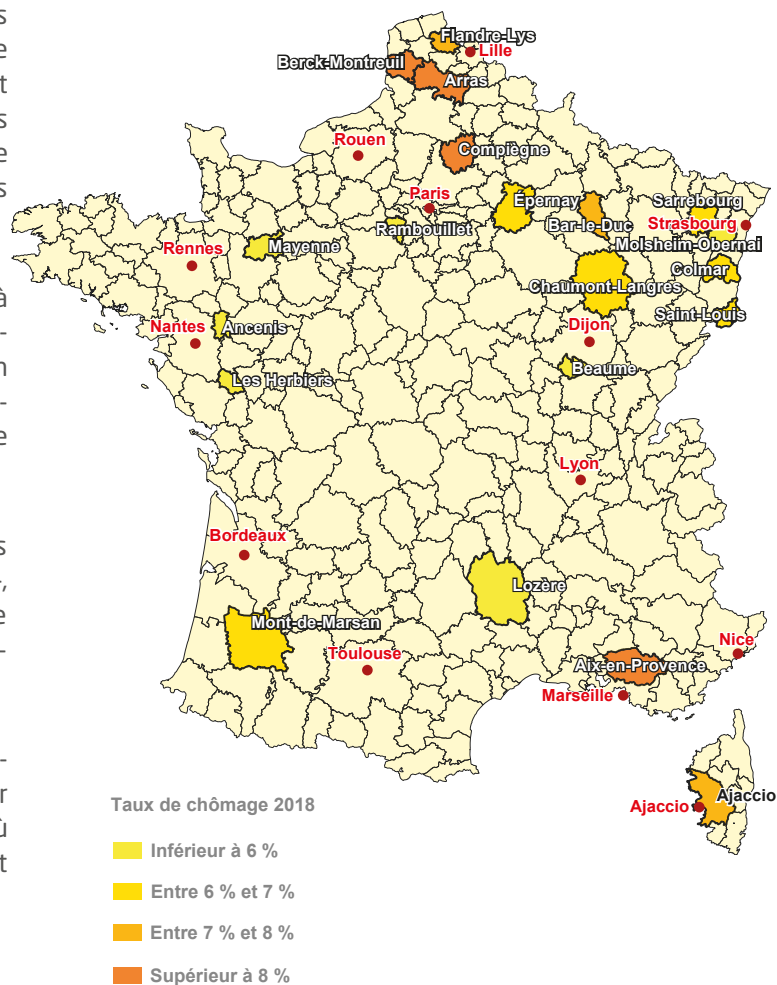 s
e
t
s
e
s
à
-
n
-
e
s
,
e
-
-
r
ù
t
Flandre-Lys
Lille
Berck-Montreuil
Arras
Rouen
Compiègne
Paris
Épernay
Sarrebourg
Rambouillet
Bar-le-Duc
Strasbourg
Mayenne
Molsheim-Obernai
Rennes
Colmar
Chaumont-Langres
Saint-Louis
Nantes
Ancenis
Dijon
Beaume
Les Herbiers
Lyon
Bordeaux
Lozère
Mont-de-Marsan
Nice
Toulouse
Aix-en-Provence
Marseille
Ajaccio
Ajaccio
Taux de chômage 2018
Inférieur à 6 %
Entre 6 % et 7 %
Entre 7 % et 8 %
Supérieur à 8 %